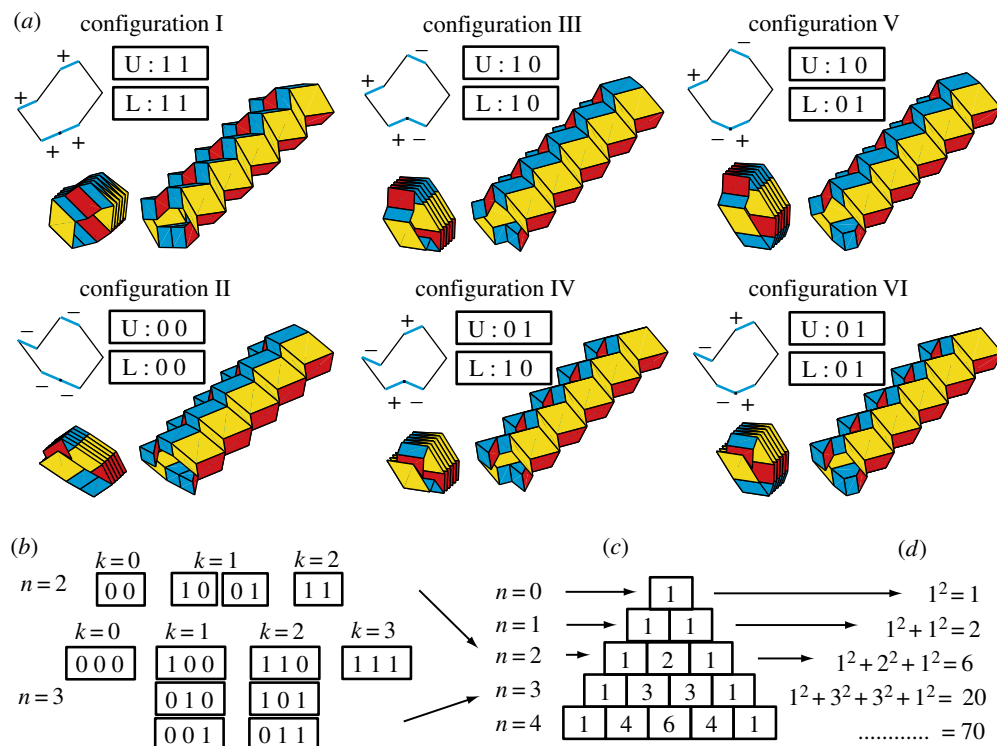 (a)
configuration I
configuration III
configuration V
+
U : 1 1
L : 1 1
+
+ +
−
U : 1 0
L : 1 0
+
+ −
−
U : 1 0
L : 0 1
+
− +
configuration II
configuration IV
configuration VI
−
U : 0 0
L : 0 0
−
− −
+
U : 0 1
L : 1 0
−
+ −
+
U : 0 1
L : 0 1
−
− +
(b)
k = 0 k = 1 k = 2
n = 2 0 0 1 0 0 1 1 1
k = 0 k = 1 k = 2 k = 3
0 0 0 1 0 0 1 1 0 1 1 1
n = 3 0 1 0 1 0 1
0 0 1 0 1 1
(c)
n = 0 1
n = 1 1 1
n = 2 1 2 1
n = 3 1 3 3 1
n = 4 1 4 6 4 1
(d)
1² = 1
1² + 1² = 2
1² + 2² + 1² = 6
1² + 3² + 3² + 1² = 20
............ = 70